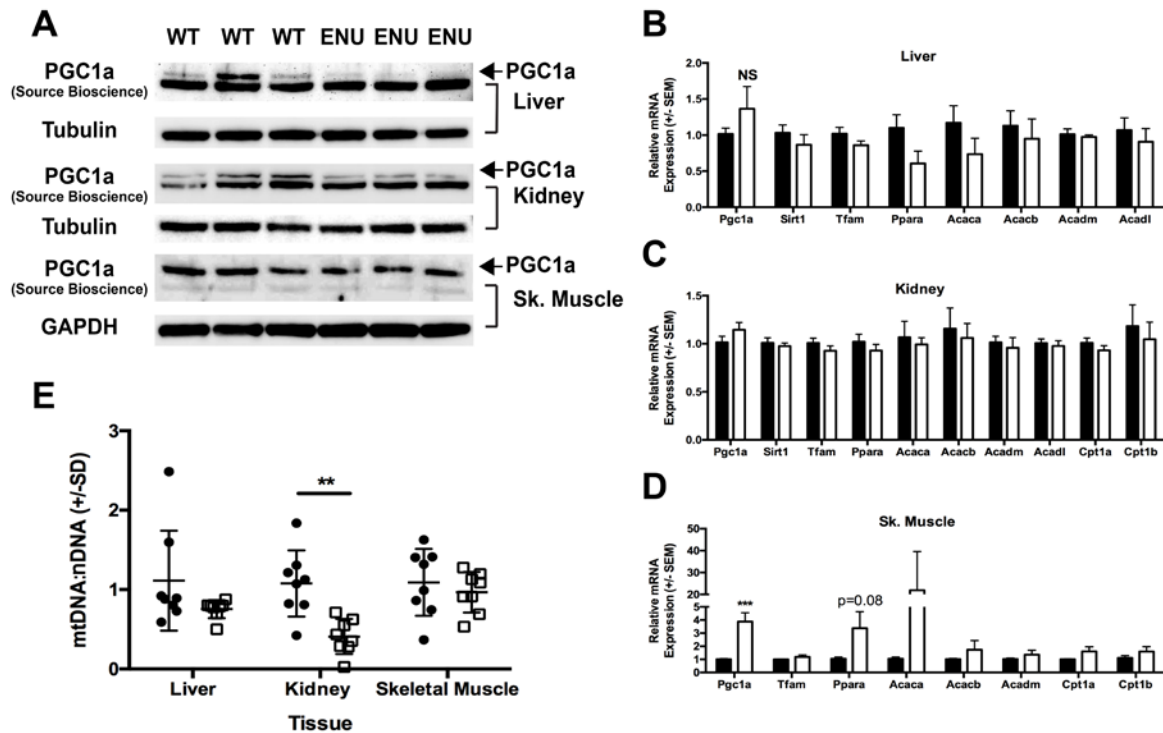 A
WT WT WT ENU ENU ENU
PGC1a
(Source Bioscience)
PGC1a
Liver
Tubulin
PGC1a
(Source Bioscience)
PGC1a
Kidney
Tubulin
PGC1a
(Source Bioscience)
PGC1a
Sk. Muscle
GAPDH
B
Liver
Relative mRNA
Expression (+/- SEM)
2.0
1.5
1.0
0.5
0.0
NS
Pgc1a Sirt1 Tfam Ppara Acaca Acacb Acadm Acadl
C
Kidney
Relative mRNA
Expression (+/- SEM)
1.5
1.0
0.5
0.0
Pgc1a Sirt1 Tfam Ppara Acaca Acacb Acadm Acadl Cpt1a Cpt1b
D
Sk. Muscle
Relative mRNA
Expression (+/- SEM)
50
40
30
20
10
5
4
3
2
1
0
***
p=0.08
Pgc1a Tfam Ppara Acaca Acacb Acadm Cpt1a Cpt1b
E
mtDNA:nDNA (+/-SD)
3
2
1
0
**
Liver Kidney Skeletal Muscle
Tissue